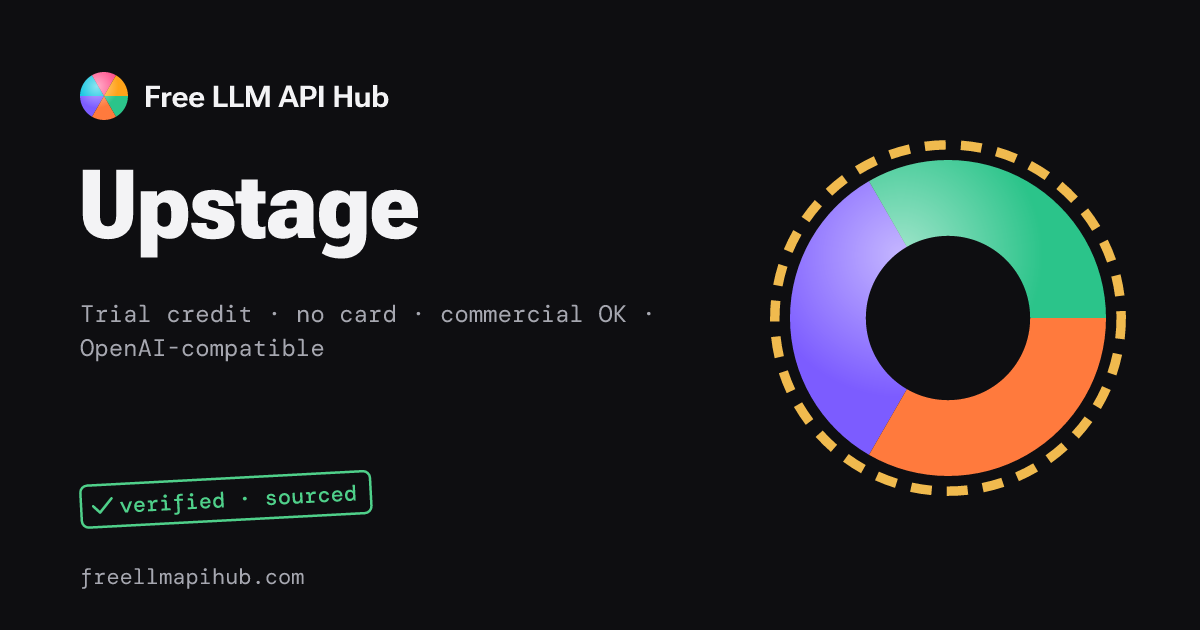 Free LLM API Hub
Upstage
Trial credit · no card · commercial OK ·
OpenAI-compatible
verified · sourced
freellmapihub.com